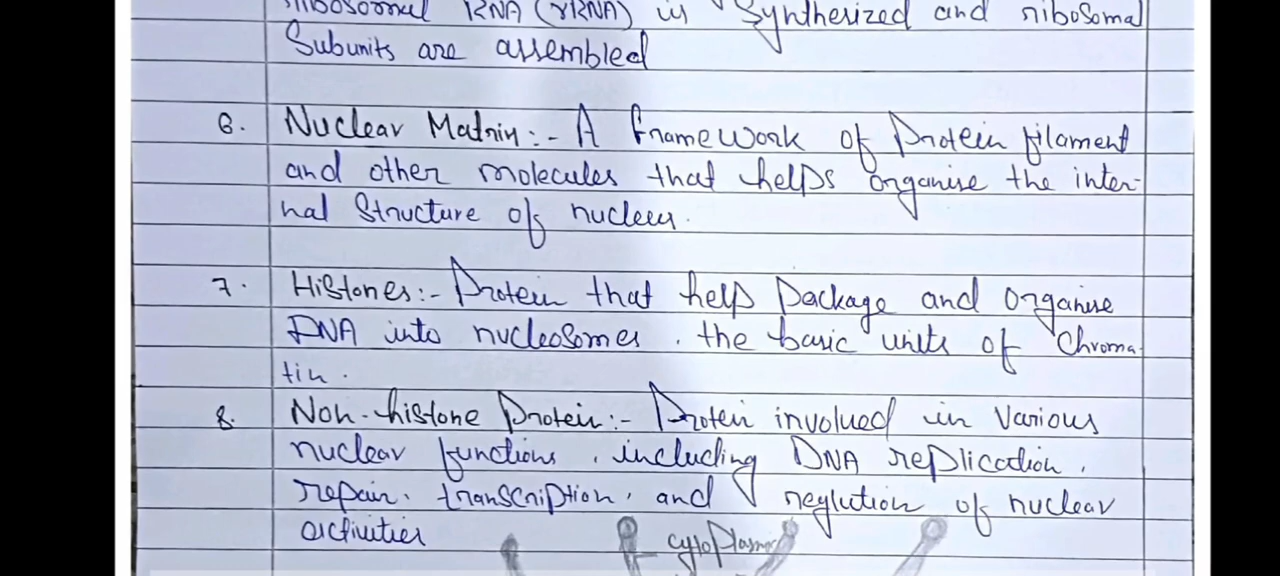 ribosomal RNA (rRNA) is synthesized and ribosomal
Subunits are assembled
6. Nuclear Matrix:- A framework of Protein filament
and other molecules that helps organise the inter-
nal Structure of nucleus.
7. Histones:- Protein that help package and organise
DNA into nucleosomes, the basic units of Chroma-
tin.
8. Non-histone Protein:- Protein involued in Various
nuclear functions, including DNA replication,
repair, transcription, and reglution of nuclear
activities
cytoplasmic